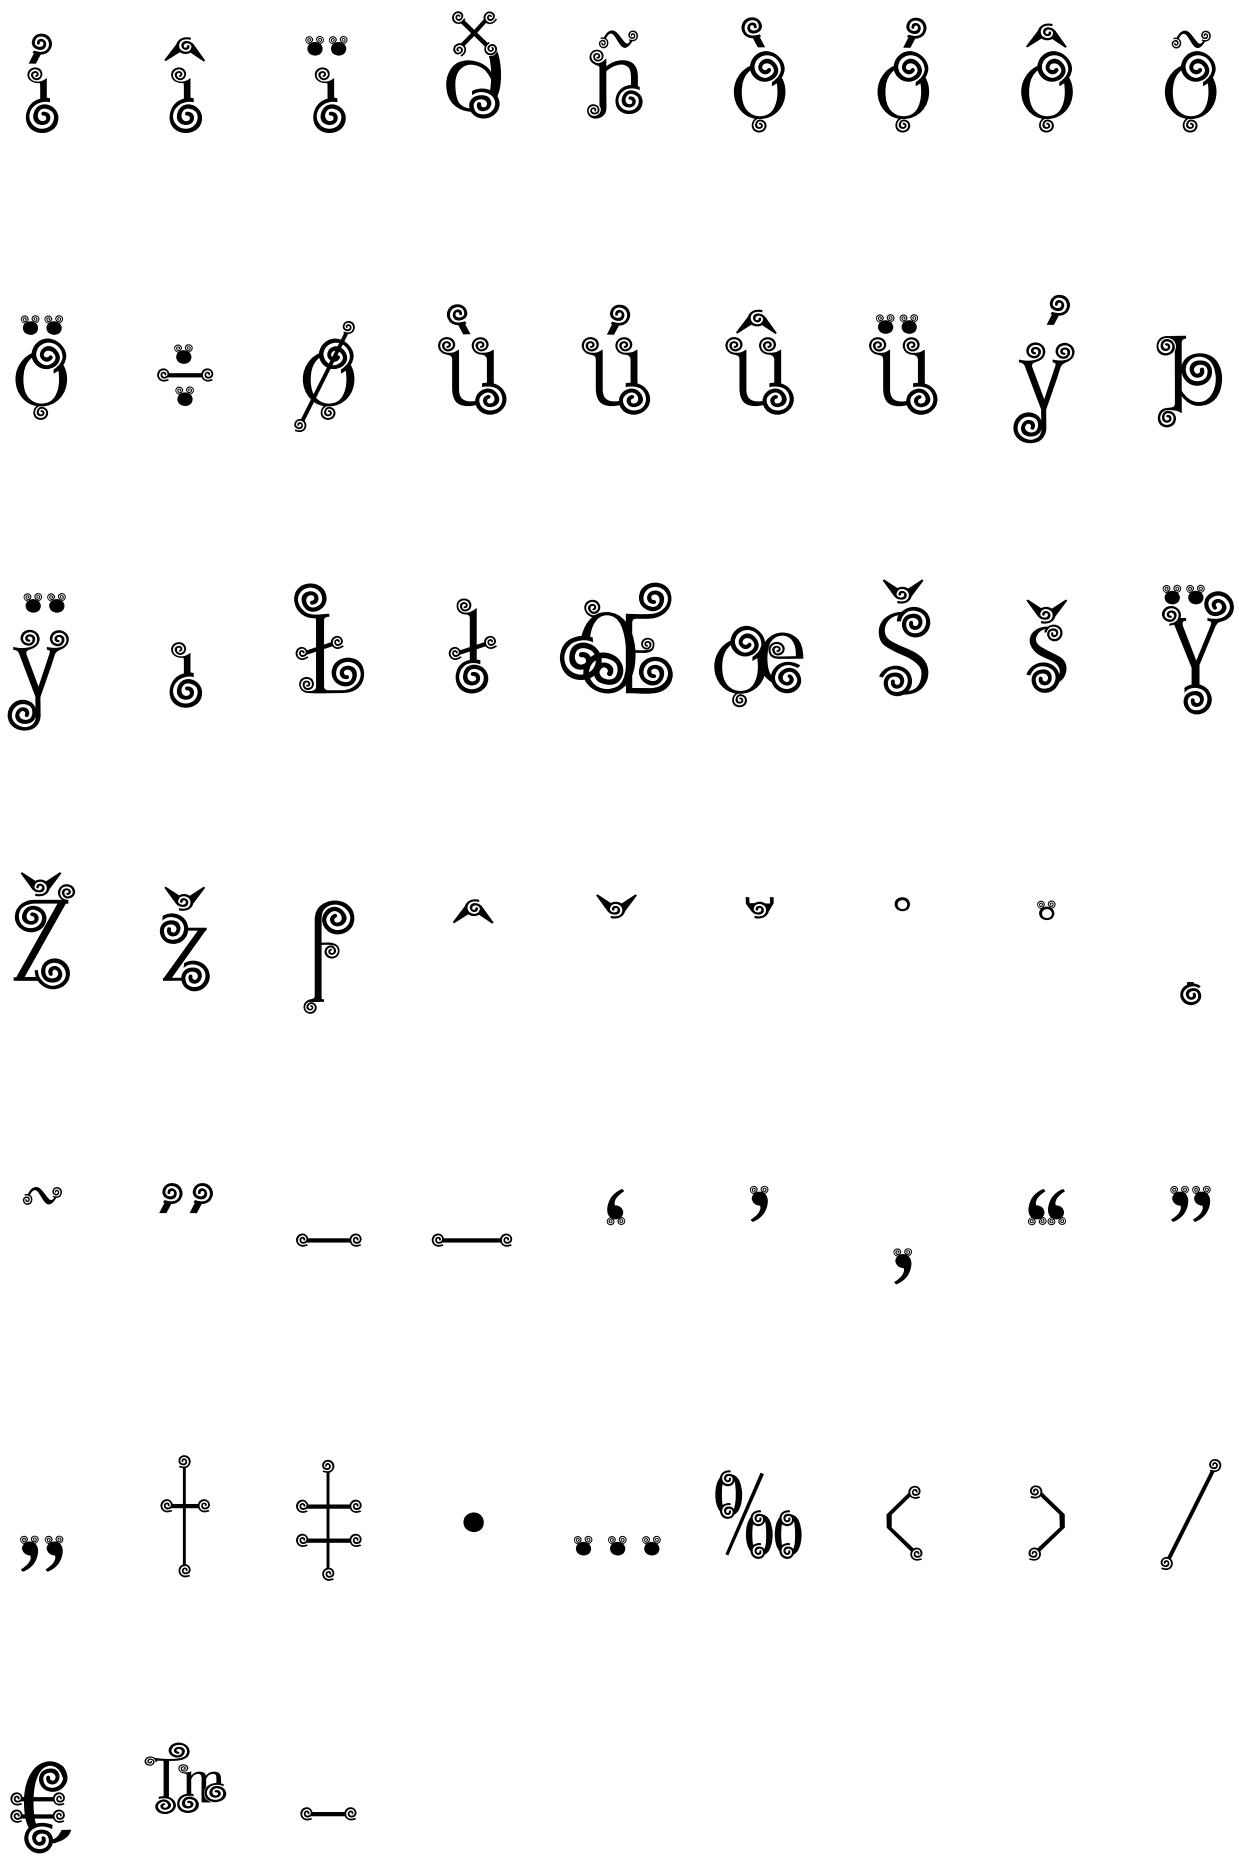 í î ï ð ñ ò ó ô õ
ö ÷ ø ù ú û ü ý þ
ÿ ı Ł ł Œ œ Š š Ÿ
Ž ž ƒ ˆ ˇ ˘ ˙ ˚ ˛
˜ ˝ – — ‘ ’ ‚ “ ”
„ † ‡ • … ‰ ‹ › ⁄
€ ™ −